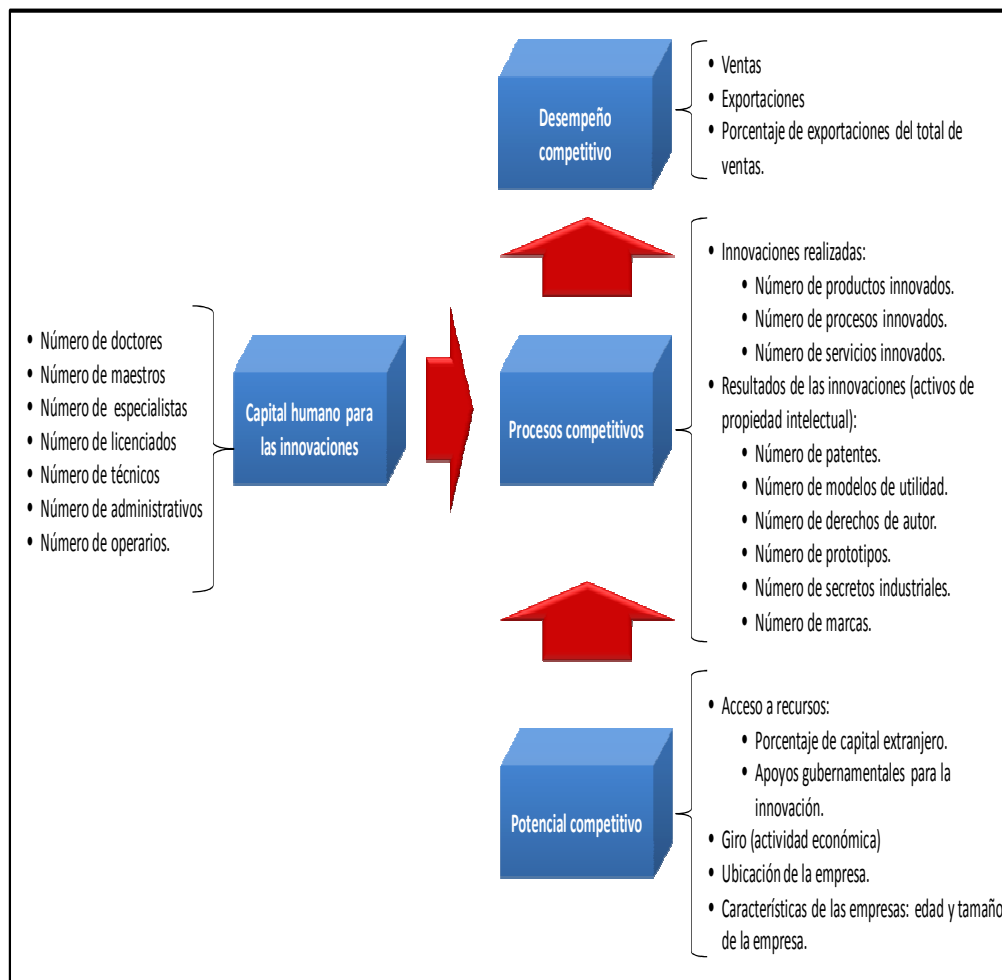 • Ventas
• Exportaciones
• Porcentaje de exportaciones del total de
ventas.
Desempeño
competitivo
• Número de doctores
• Número de maestros
• Número de especialistas
• Número de licenciados
• Número de técnicos
• Número de administrativos
• Número de operarios.
Capital humano para
las innovaciones
Procesos competitivos
• Innovaciones realizadas:
• Número de productos innovados.
• Número de procesos innovados.
• Número de servicios innovados.
• Resultados de las innovaciones (activos de
propiedad intelectual):
• Número de patentes.
• Número de modelos de utilidad.
• Número de derechos de autor.
• Número de prototipos.
• Número de secretos industriales.
• Número de marcas.
Potencial competitivo
• Acceso a recursos:
• Porcentaje de capital extranjero.
• Apoyos gubernamentales para la
innovación.
• Giro (actividad económica)
• Ubicación de la empresa.
• Características de las empresas: edad y tamaño
de la empresa.